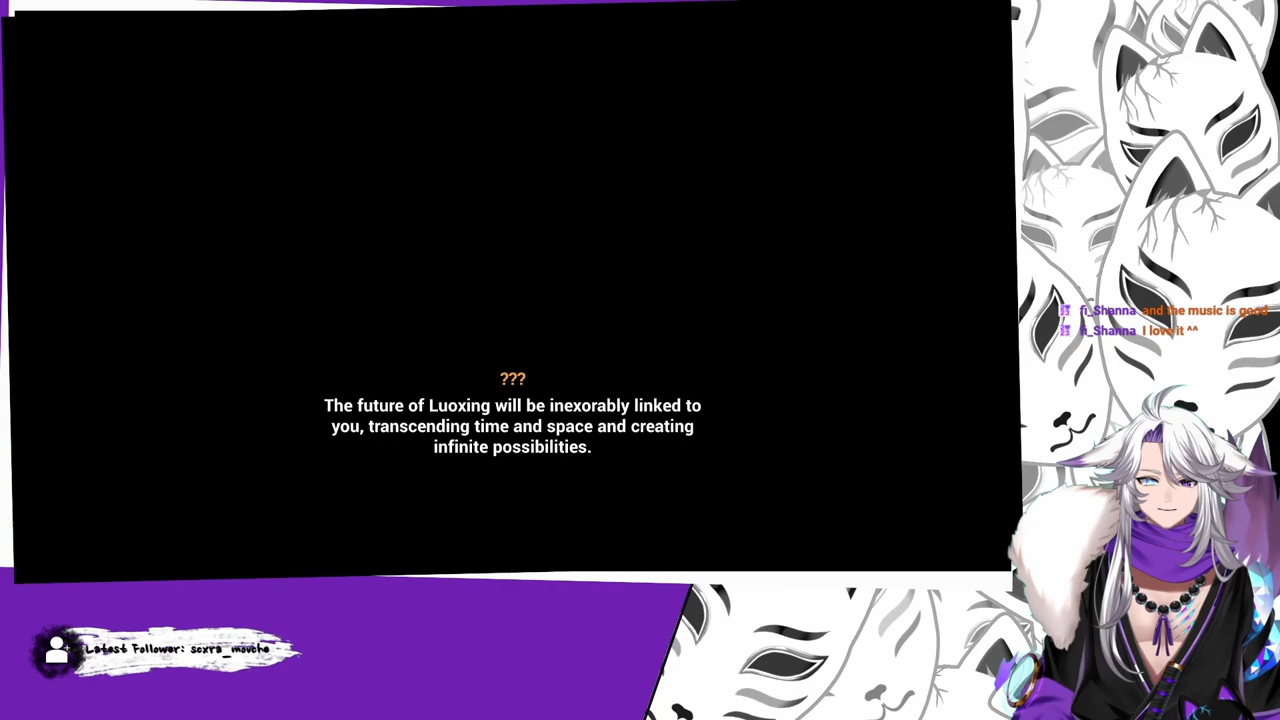 ???
The future of Luoxing will be inexorably linked to
you, transcending time and space and creating
infinite possibilities.
fi_Shanna and the music is good
fi_Shanna I love it ^^
Latest Follower: scxra_mouche